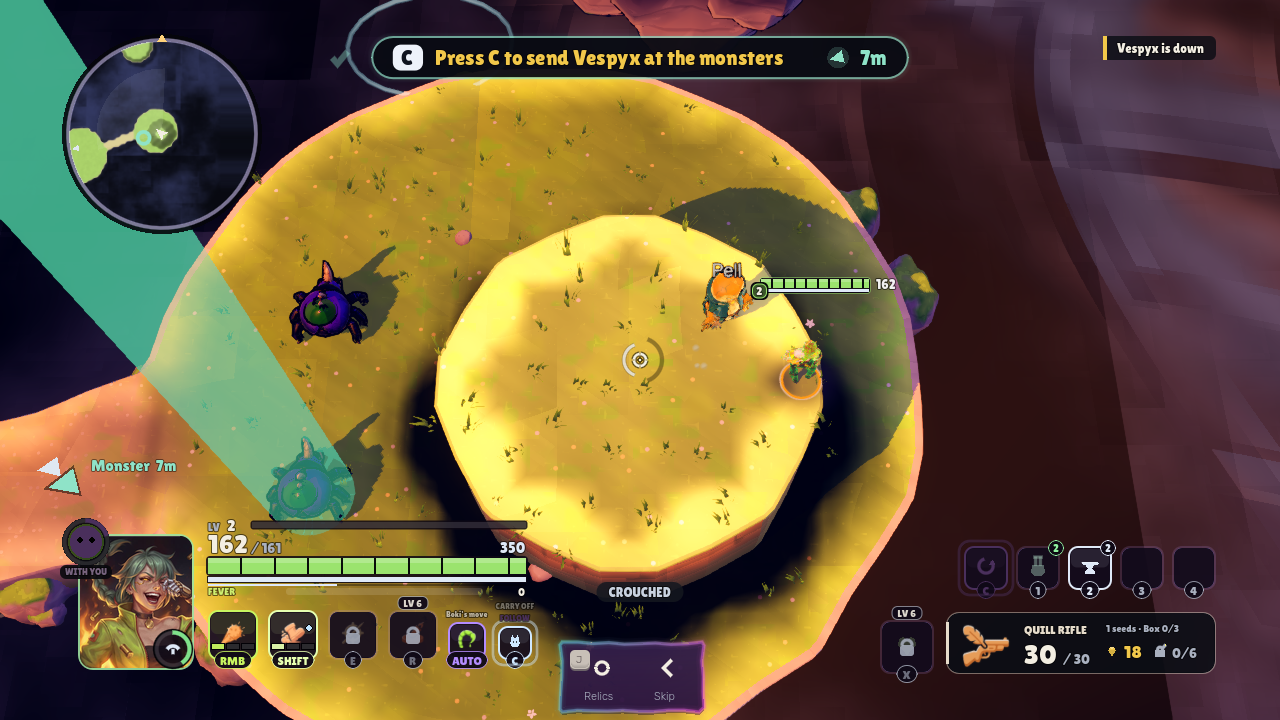 C Press C to send Vespyx at the monsters 7m
Vespyx is down
Pell
2 162
Monster 7m
WITH YOU
LV 2
162 / 161 350
FEVER 0
RMB
SHIFT
E
LV 6
R
Boki's move
AUTO
CARRY OFF
FOLLOW
C
CROUCHED
J
Relics
Skip
LV 6
X
C
2
1
2
2
3
4
QUILL RIFLE 1 seeds · Box 0/3
30 / 30 18 0/6